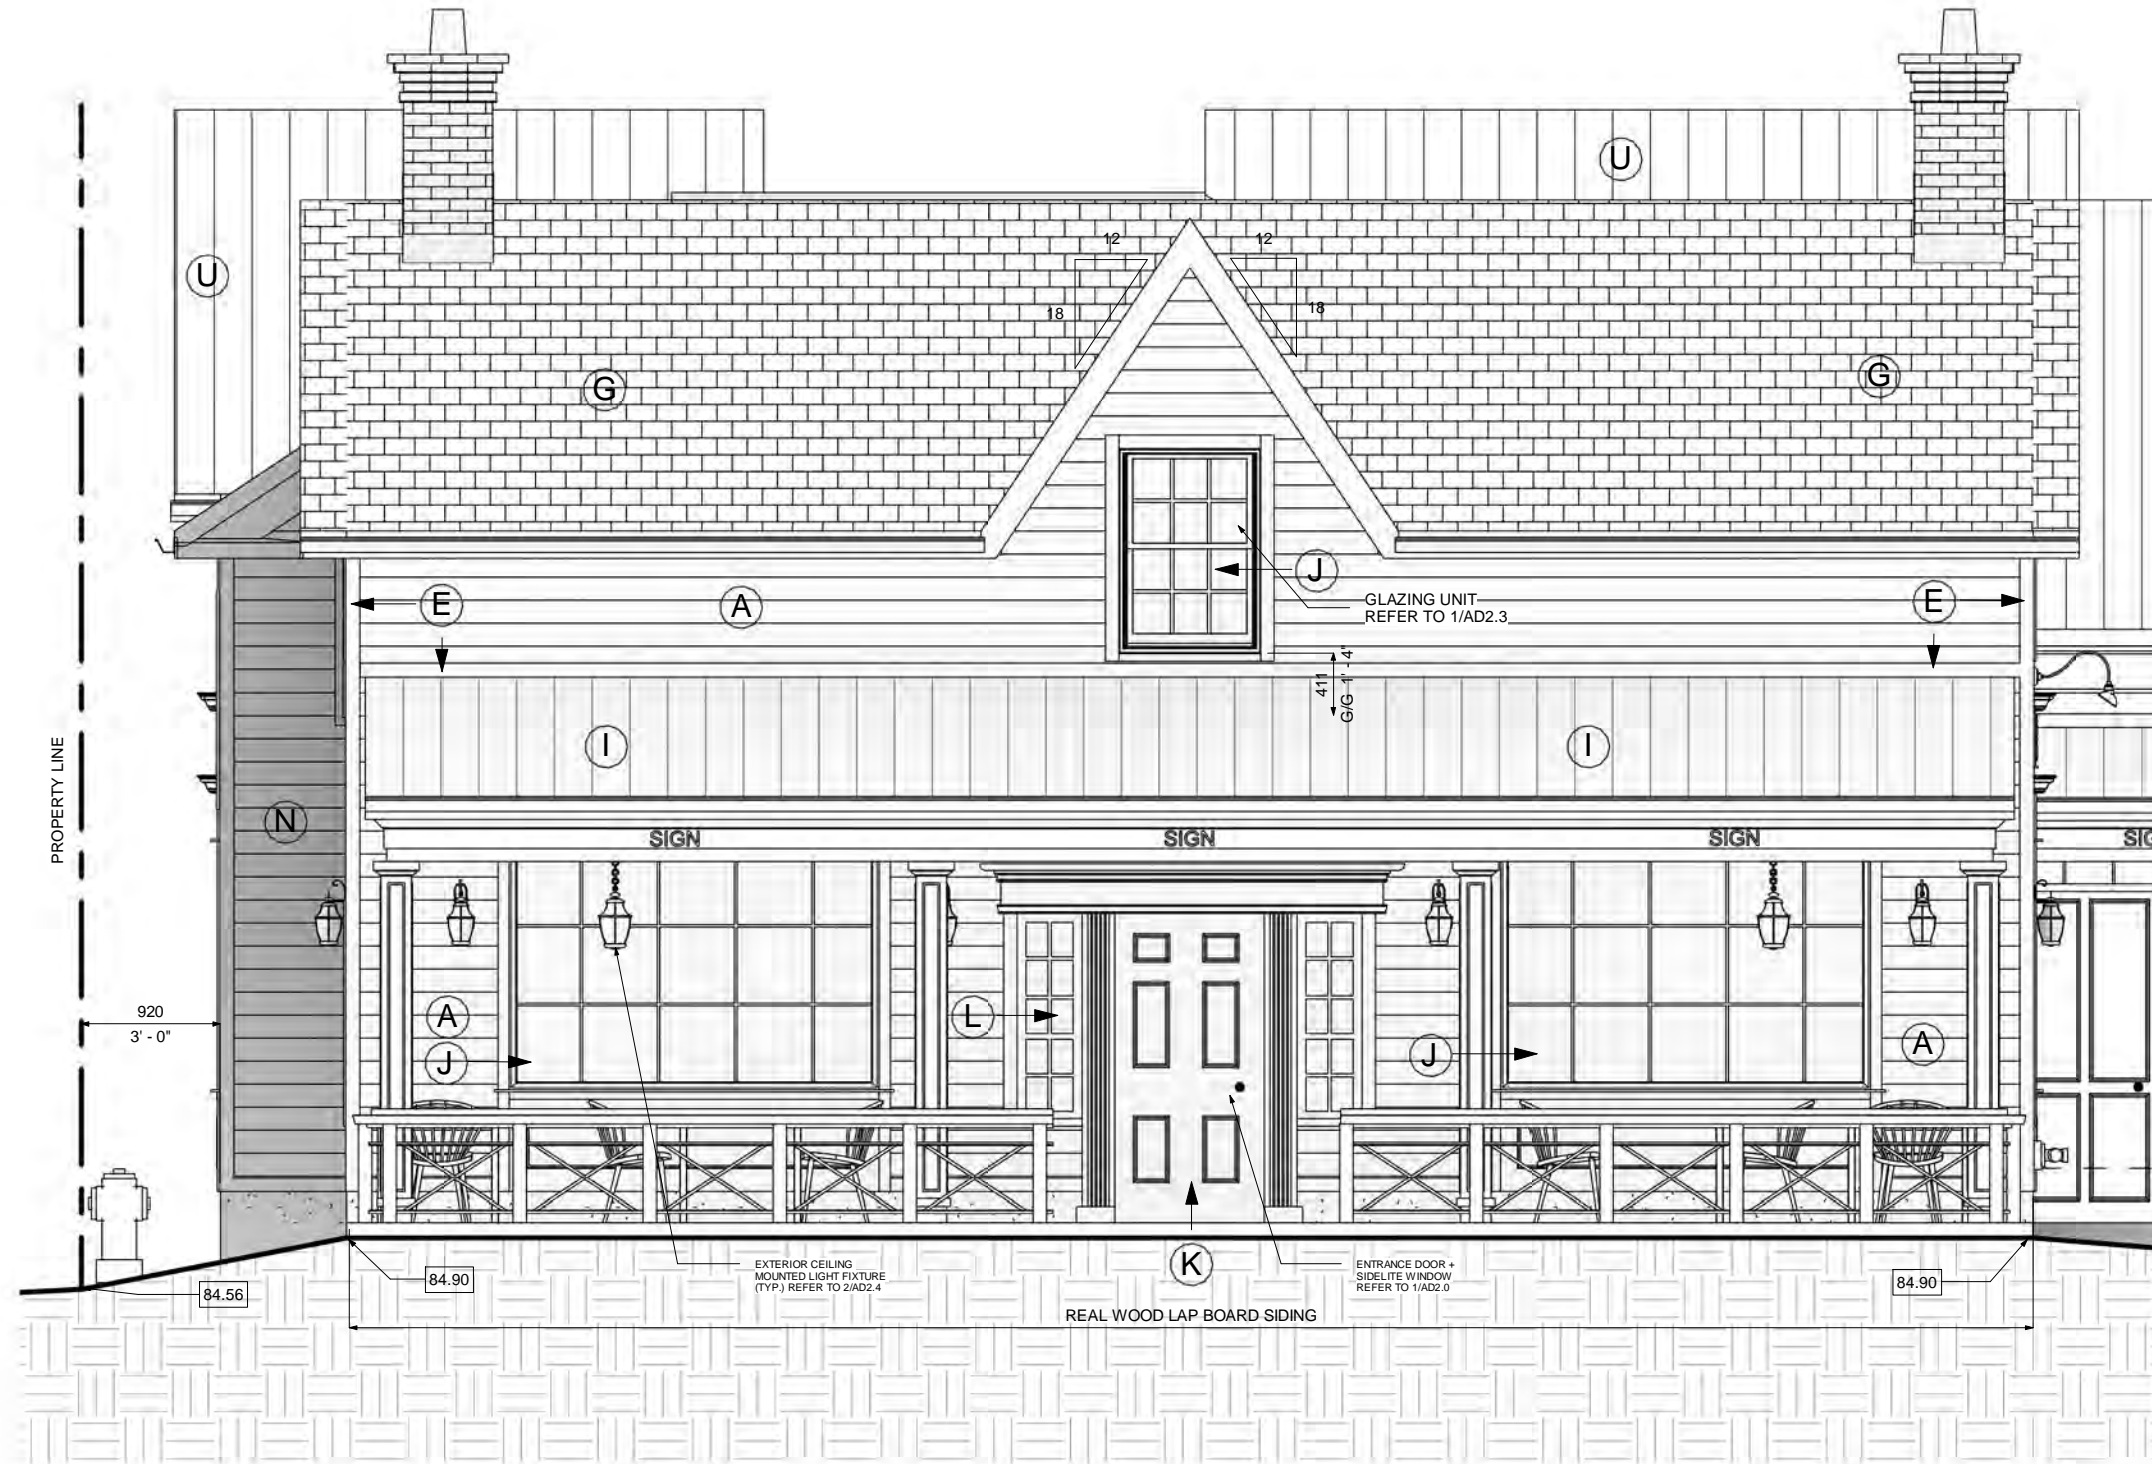 U
U
12
12
18
18
G
G
J
E
A
E
GLAZING UNIT
REFER TO 1/AD2.3
411
G/G 1' - 4"
I
I
PROPERTY LINE
N
SIGN
SIGN
SIGN
920
3' - 0"
A
L
J
J
A
84.56
84.90
EXTERIOR CEILING
MOUNTED LIGHT FIXTURE
(TYP.) REFER TO 2/AD2.4
K
ENTRANCE DOOR +
SIDELITE WINDOW
REFER TO 1/AD2.0
84.90
REAL WOOD LAP BOARD SIDING